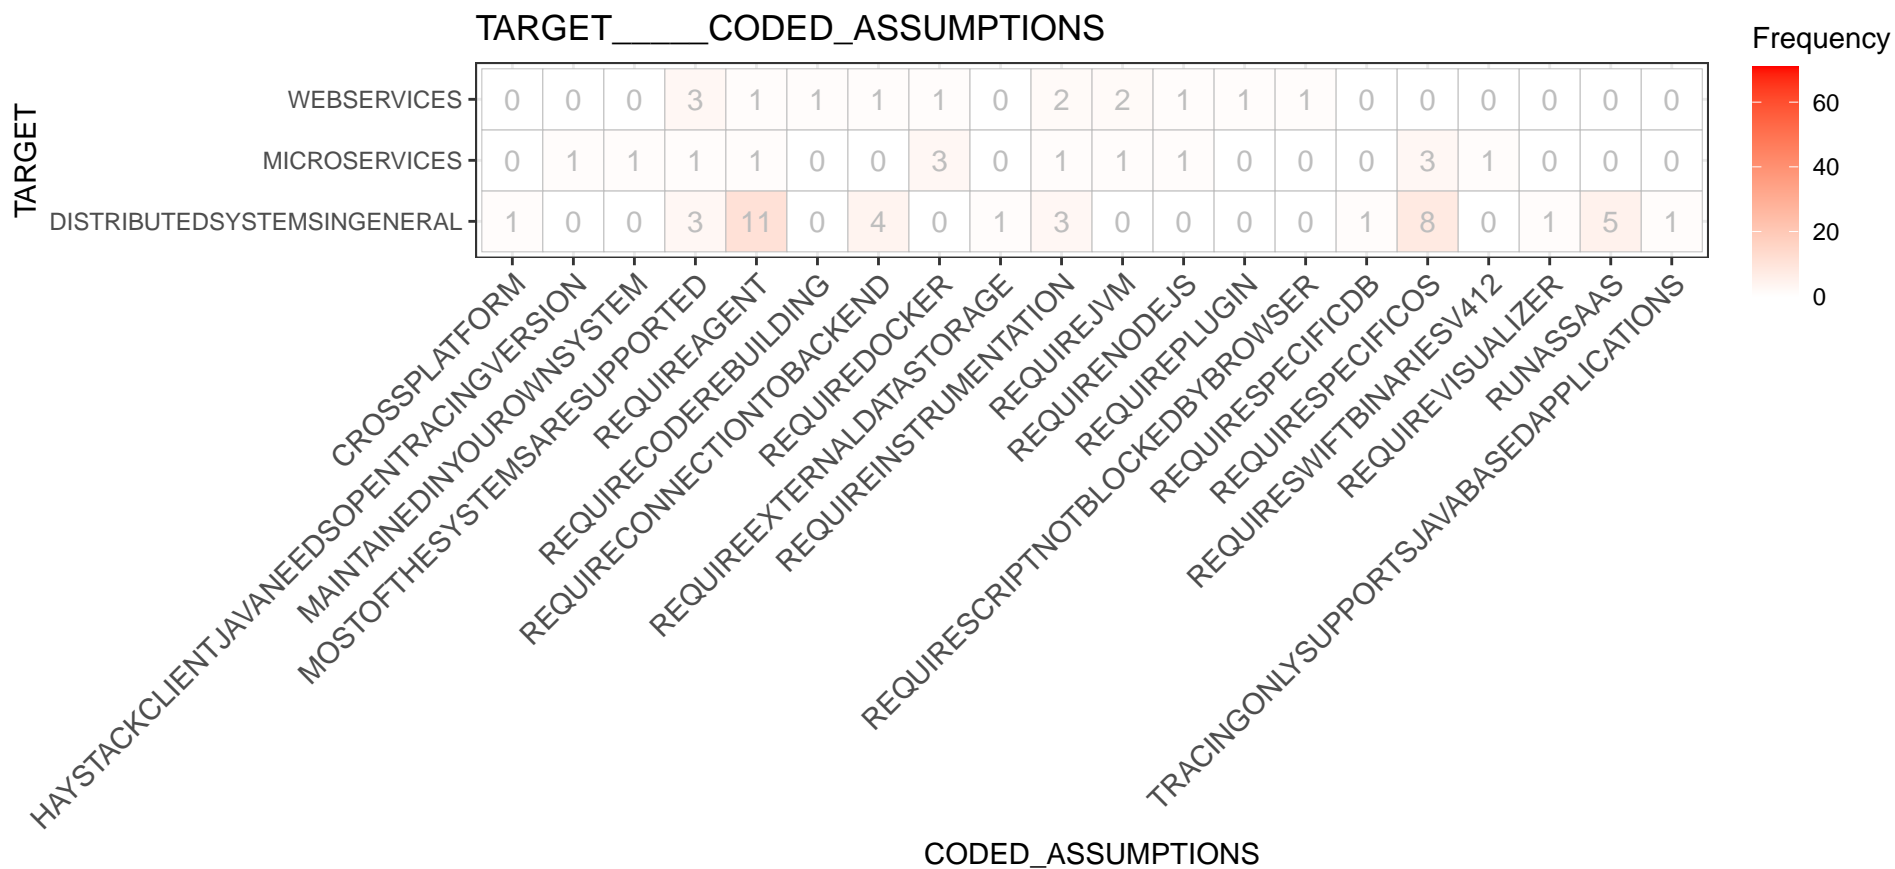 TARGET_____CODED_ASSUMPTIONS
Frequency
60
40
20
0
TARGET
WEBSERVICES 0 0 0 3 1 1 1 1 0 2 2 1 1 1 0 0 0 0 0 0
MICROSERVICES 0 1 1 1 1 0 0 3 0 1 1 1 0 0 0 3 1 0 0 0
DISTRIBUTEDSYSTEMSINGENERAL 1 0 0 3 11 0 4 0 1 3 0 0 0 0 1 8 0 1 5 1
CROSSPLATFORM
HAYSTACKCLIENTJAVANEEDSOPENTRACINGVERSION
MAINTAINEDINYOUROWNSYSTEM
MOSTOFTHESYSTEMSARESUPPORTED
REQUIREAGENT
REQUIRECODEREBUILDING
REQUIRECONNECTIONTOBACKEND
REQUIREDOCKER
REQUIREEXTERNALDATASTORAGE
REQUIREINSTRUMENTATION
REQUIREJVM
REQUIRENODEJS
REQUIREPLUGIN
REQUIRESCRIPTNOTBLOCKEDBYBROWSER
REQUIRESPECIFICDB
REQUIRESPECIFICOS
REQUIRESWIFTBINARIESV412
REQUIREVISUALIZER
RUNASSAAS
TRACINGONLYSUPPORTSJAVABASEDAPPLICATIONS
CODED_ASSUMPTIONS